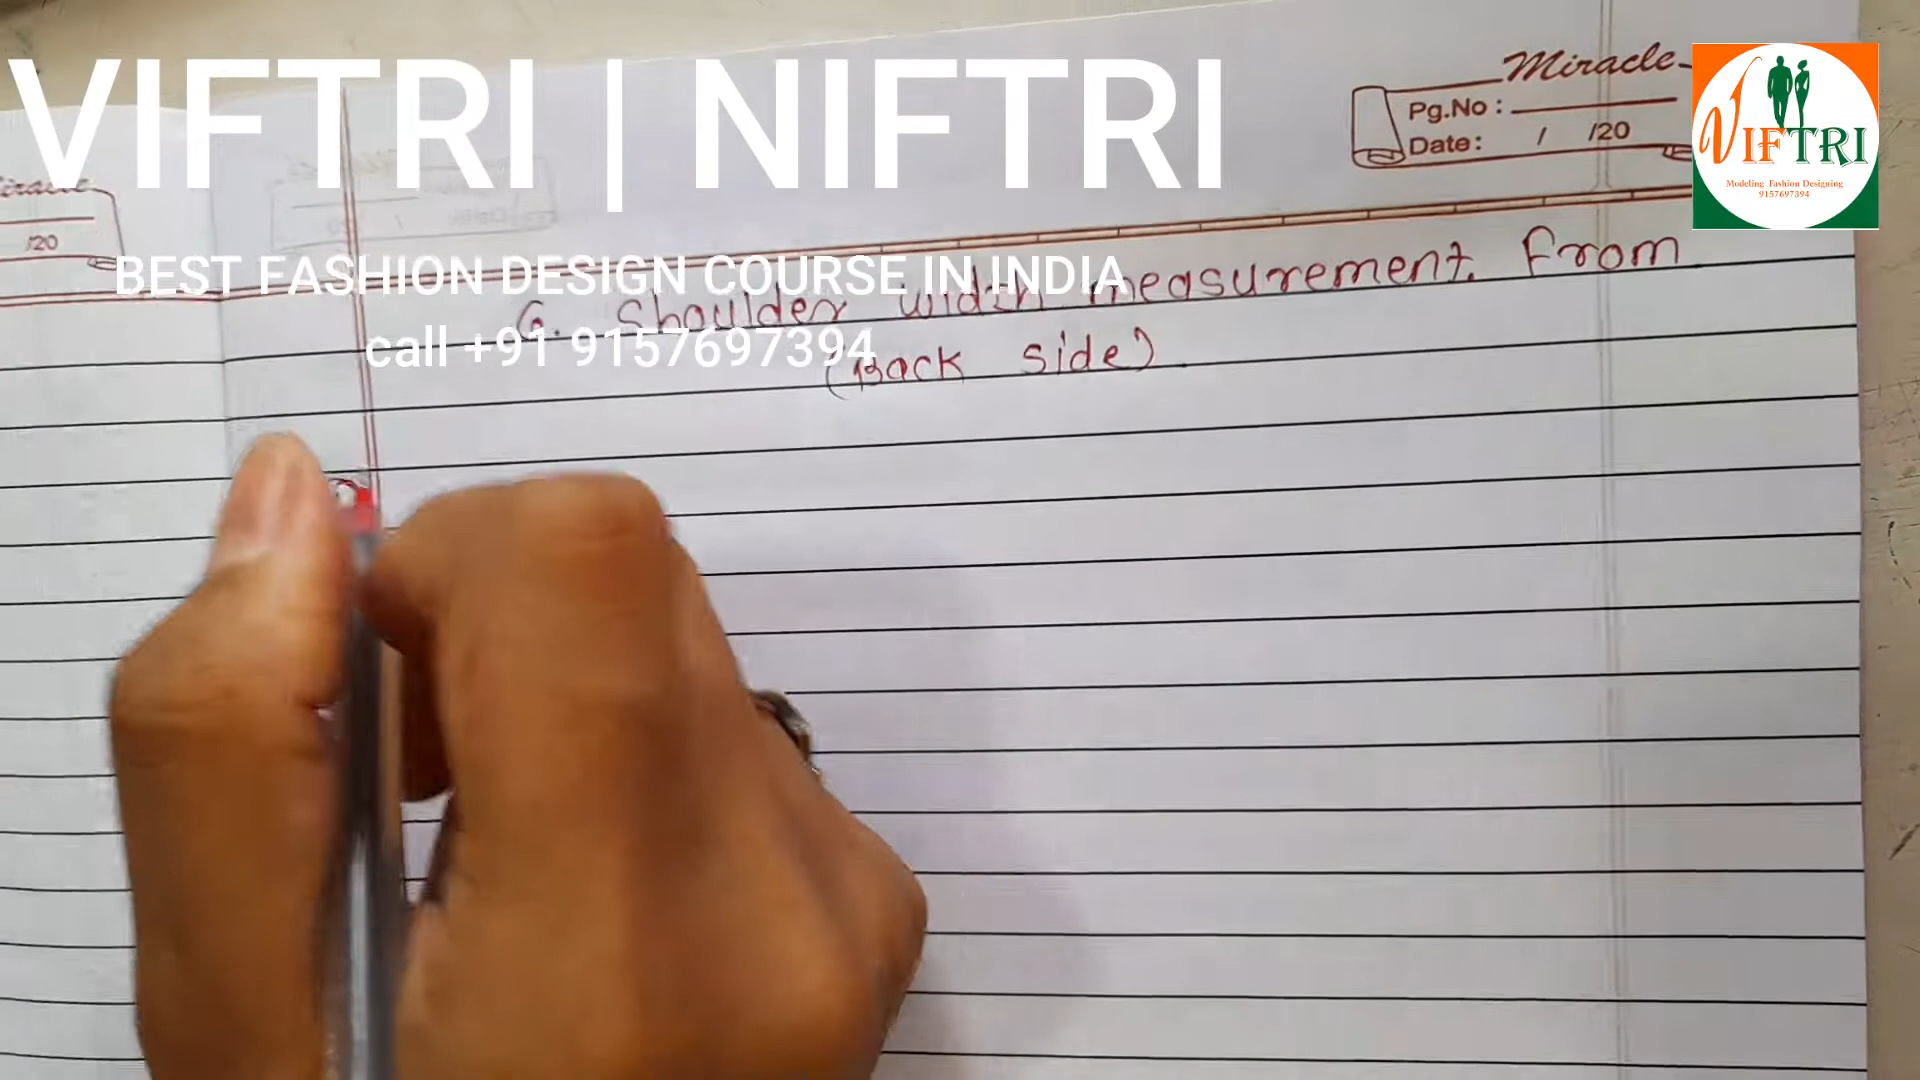 VIFTRI | NIFTRI
BEST FASHION DESIGN COURSE IN INDIA
call +91 9157697394
Miracle
Pg.No :
Date: / /20
VIFTRI
Modeling Fashion Designing
9157697394
/20
6. Shoulder width measurement from
(Back side)